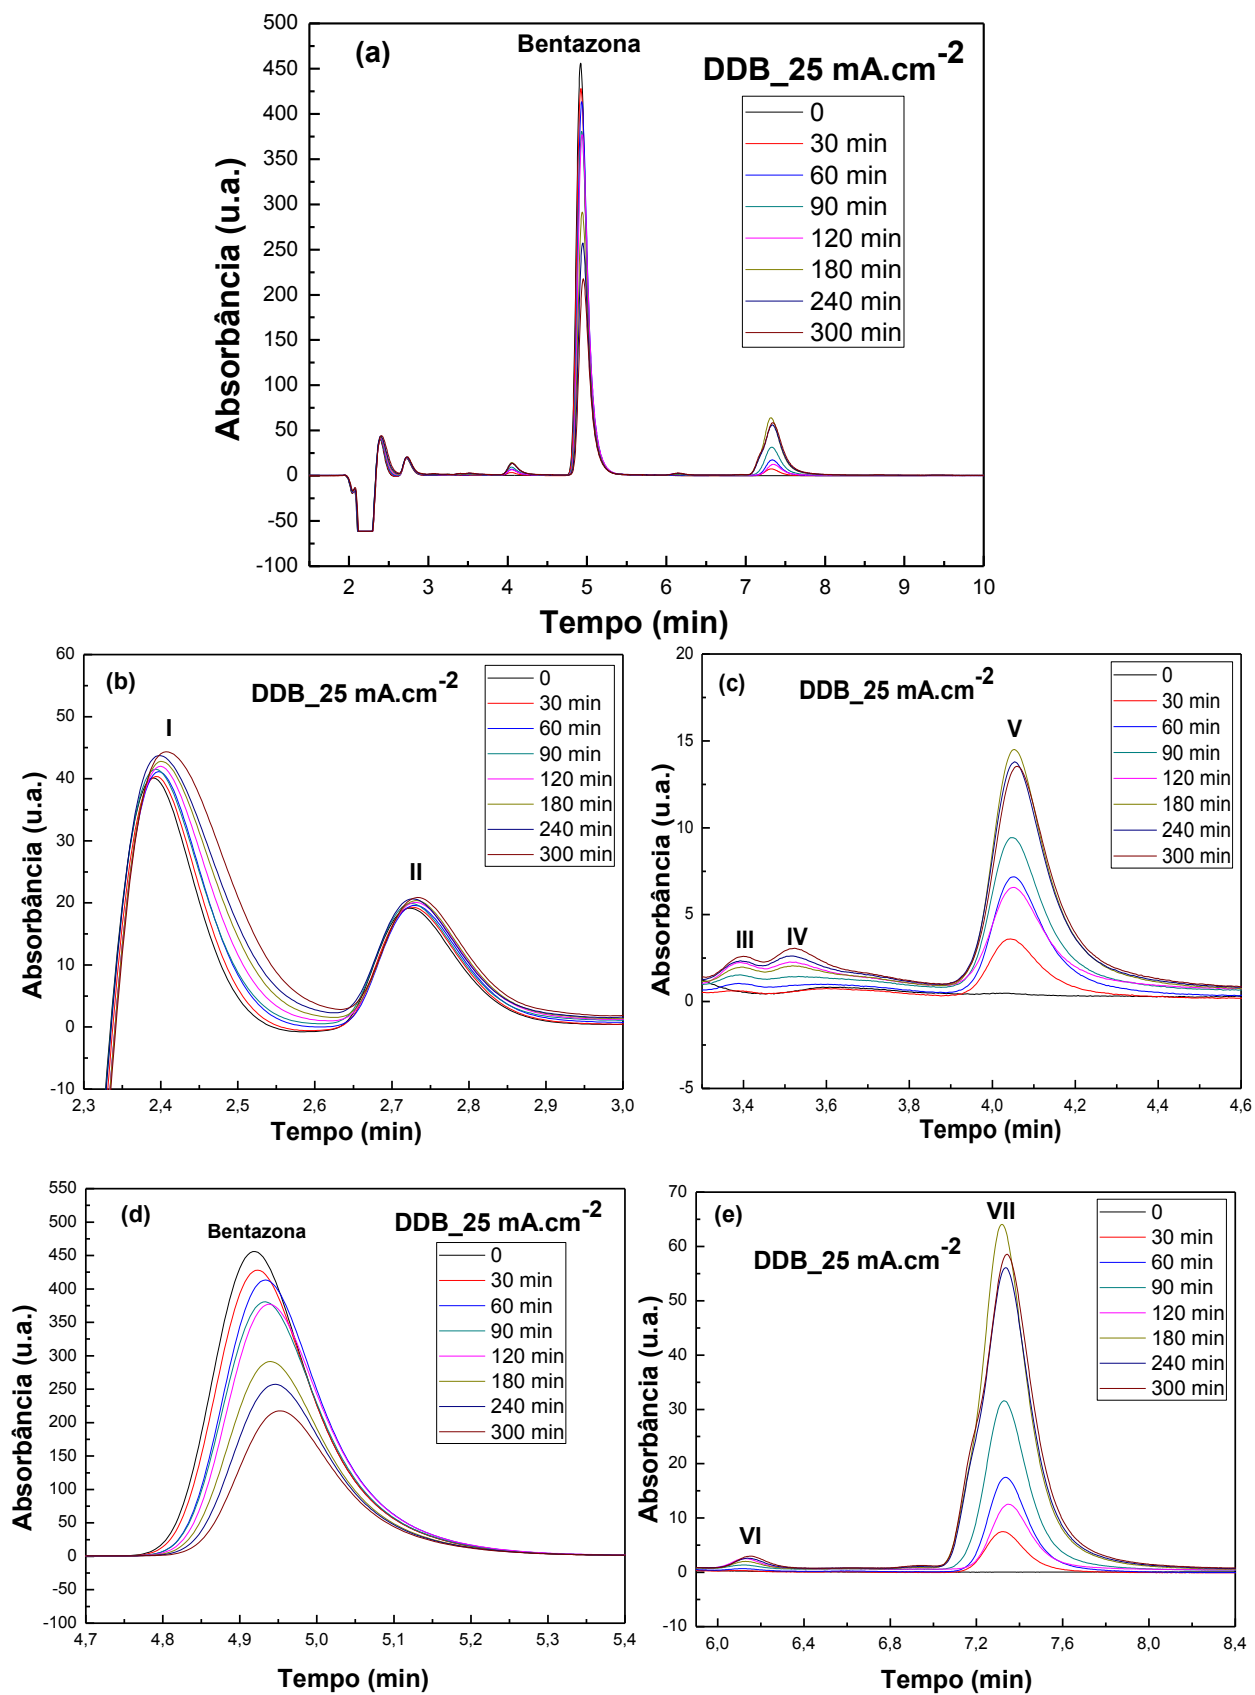 (a)
Bentazona
DDB_25 mA.cm-2
0
30 min
60 min
90 min
120 min
180 min
240 min
300 min
500
450
400
350
300
250
200
150
100
50
0
-50
-100
Absorbância (u.a.)
2 3 4 5 6 7 8 9 10
Tempo (min)
(b)
DDB_25 mA.cm-2
I
II
0
30 min
60 min
90 min
120 min
180 min
240 min
300 min
60
50
40
30
20
10
0
-10
Absorbância (u.a.)
2,3 2,4 2,5 2,6 2,7 2,8 2,9 3,0
Tempo (min)
(c)
DDB_25 mA.cm-2
III
IV
V
0
30 min
60 min
90 min
120 min
180 min
240 min
300 min
20
15
10
5
0
-5
Absorbância (u.a.)
3,4 3,6 3,8 4,0 4,2 4,4 4,6
Tempo (min)
(d)
Bentazona
DDB_25 mA.cm-2
0
30 min
60 min
90 min
120 min
180 min
240 min
300 min
550
500
450
400
350
300
250
200
150
100
50
0
-50
-100
Absorbância (u.a.)
4,7 4,8 4,9 5,0 5,1 5,2 5,3 5,4
Tempo (min)
(e)
VII
DDB_25 mA.cm-2
VI
0
30 min
60 min
90 min
120 min
180 min
240 min
300 min
70
60
50
40
30
20
10
0
-10
Absorbância (u.a.)
6,0 6,4 6,8 7,2 7,6 8,0 8,4
Tempo (min)